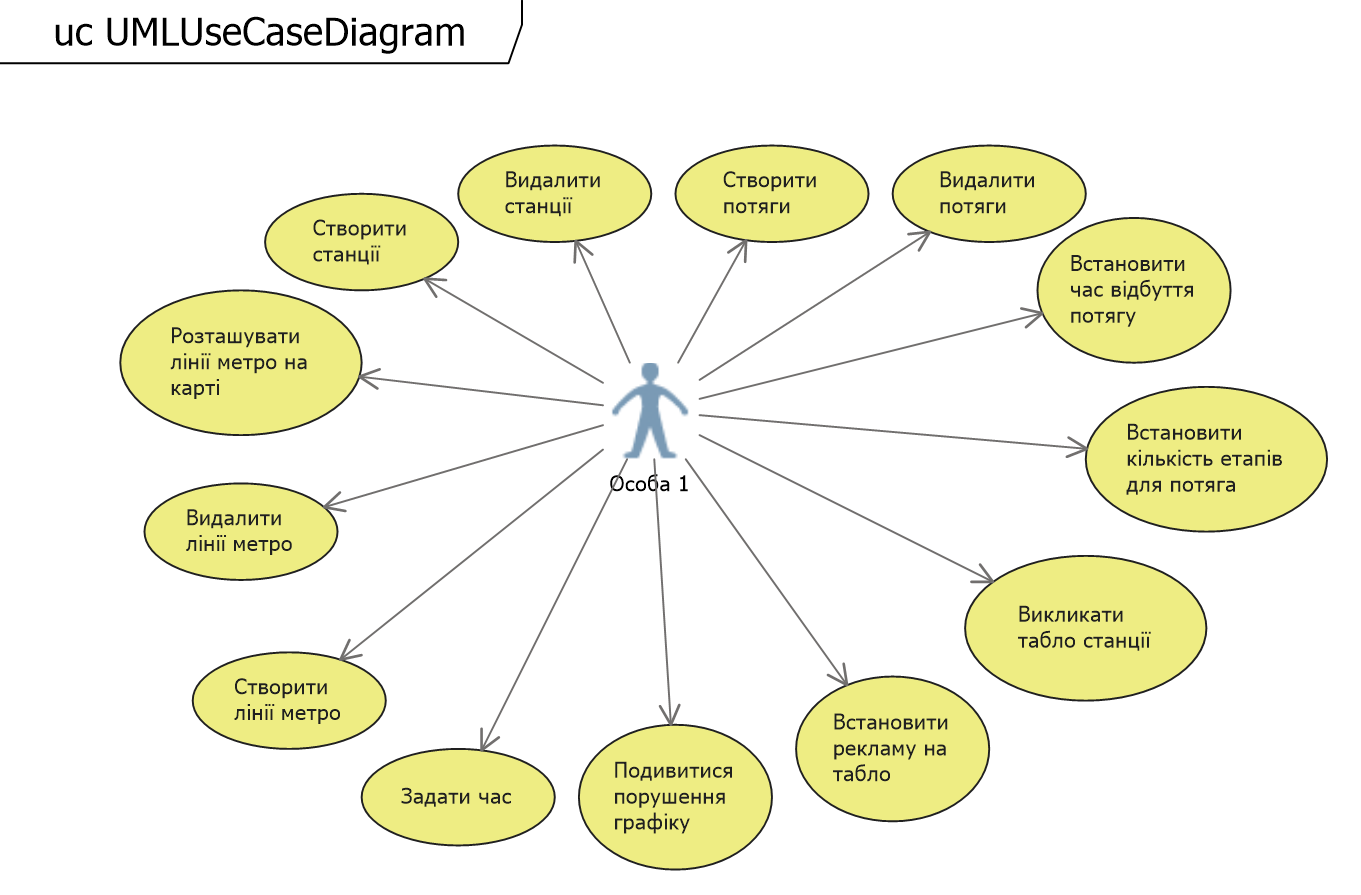 uc UMLUseCaseDiagram
Видалити
станції
Створити
потяги
Видалити
потяги
Створити
станції
Встановити
час відбуття
потягу
Розташувати
лінії метро на
карті
Встановити
кількість етапів
для потяга
Особа 1
Видалити
лінії метро
Викликати
табло станції
Створити
лінії метро
Встановити
рекламу на
табло
Задати час
Подивитися
порушення
графіку